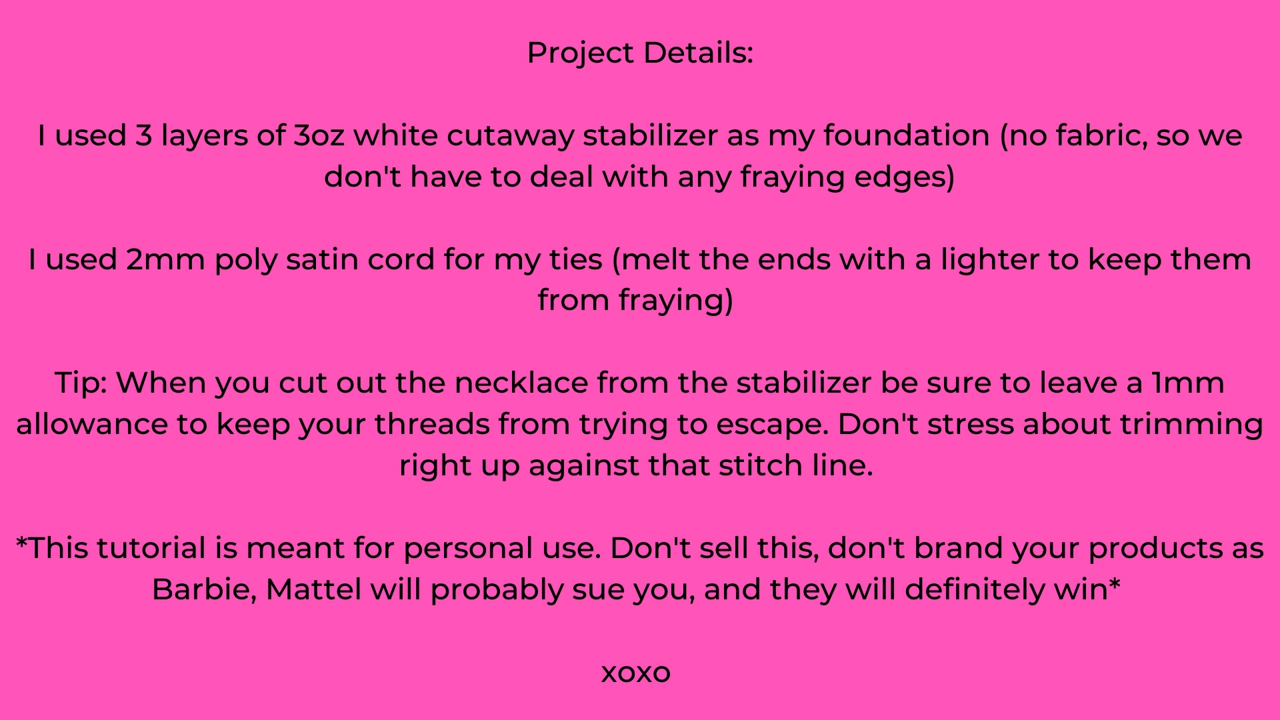 Project Details:
I used 3 layers of 3oz white cutaway stabilizer as my foundation (no fabric, so we
don't have to deal with any fraying edges)
I used 2mm poly satin cord for my ties (melt the ends with a lighter to keep them
from fraying)
Tip: When you cut out the necklace from the stabilizer be sure to leave a 1mm
allowance to keep your threads from trying to escape. Don't stress about trimming
right up against that stitch line.
*This tutorial is meant for personal use. Don't sell this, don't brand your products as
Barbie, Mattel will probably sue you, and they will definitely win*
xoxo